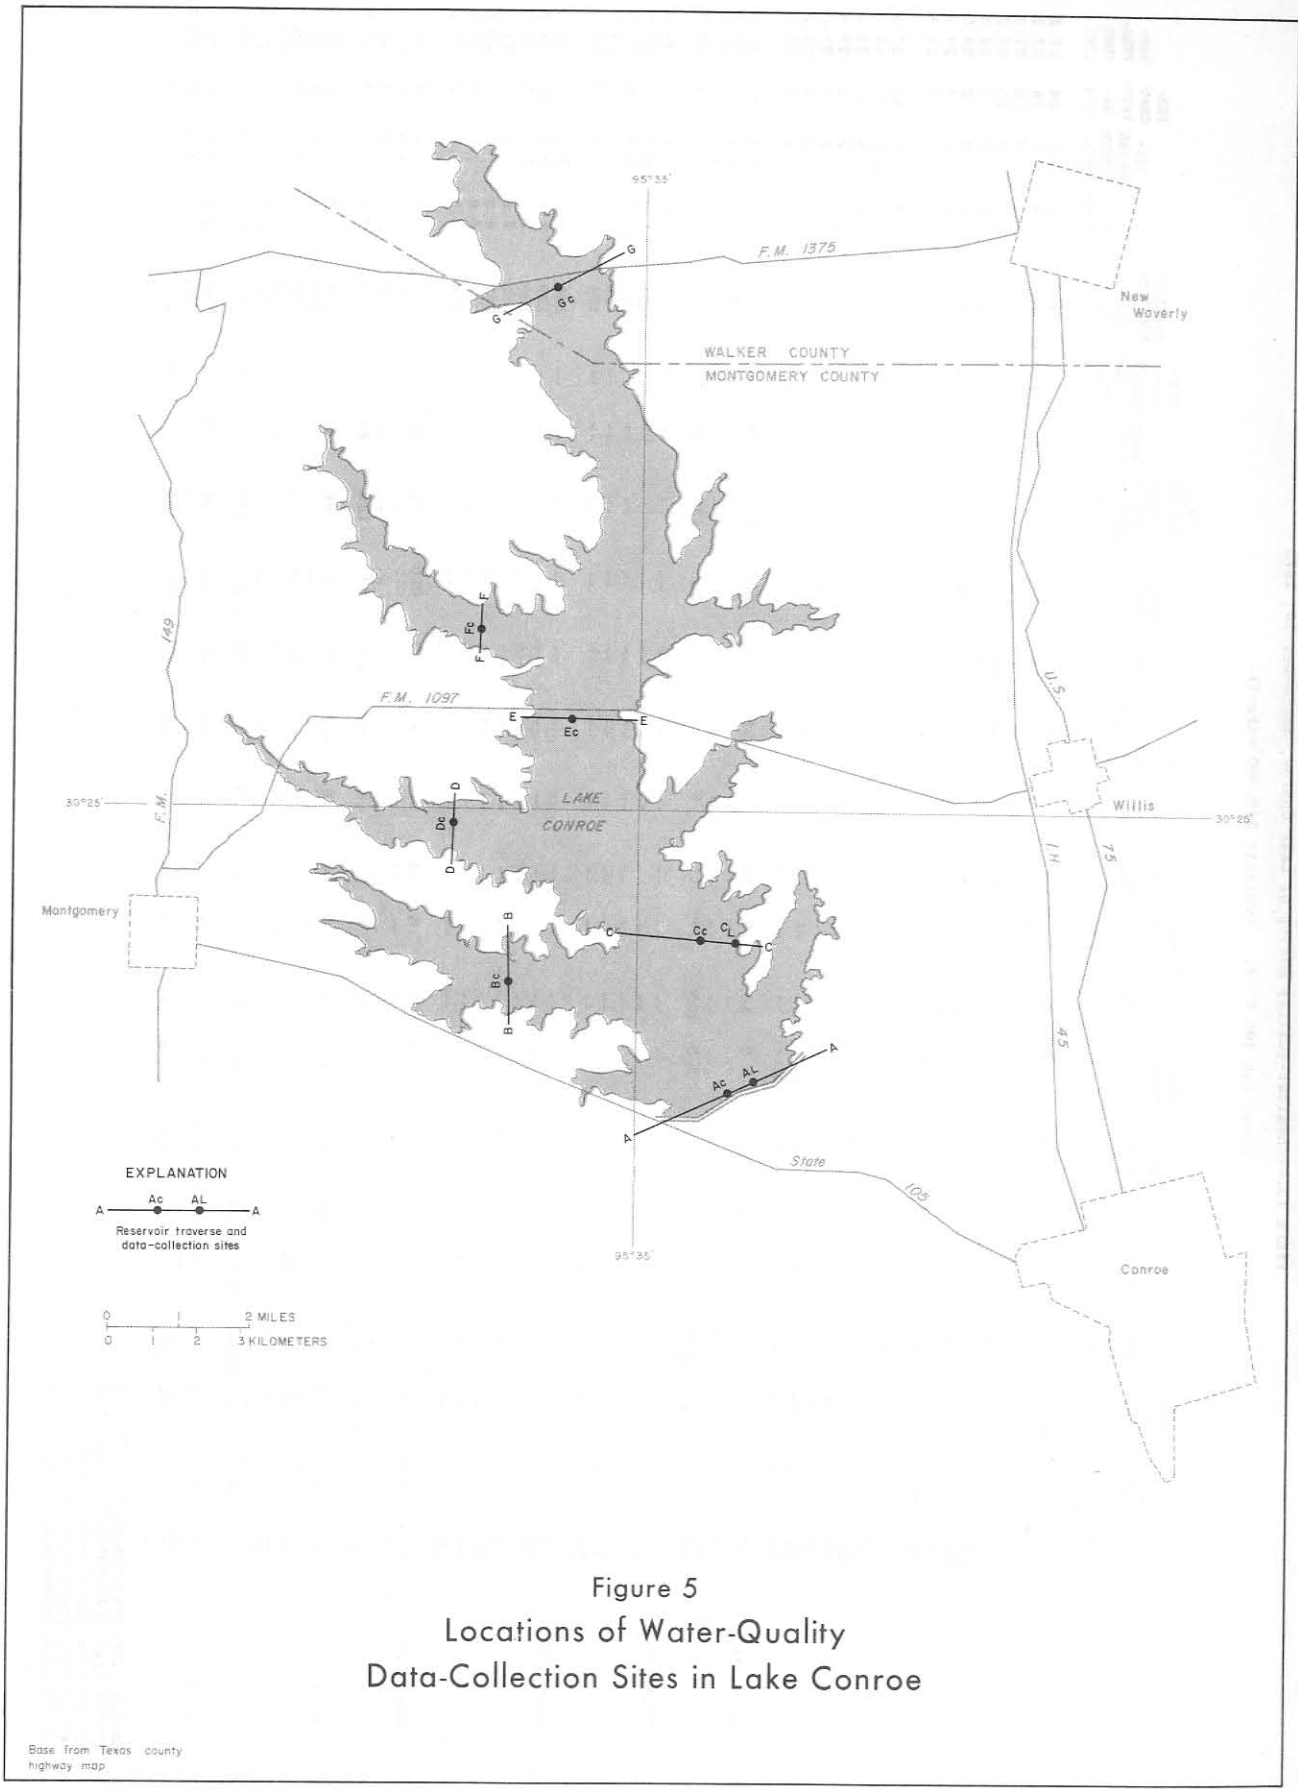 95°35'
G
F.M. 1375
Gc
G
New
Waverly
WALKER COUNTY
MONTGOMERY COUNTY
F
Fc
F
F.M. 149
U.S.
F.M. 1097
E
Ec
E
D
Dc
D
30°25'
LAKE
CONROE
Willis
30°25'
I.H.
75
Montgomery
B
Bc
B
C
Cc
CL
C
45
A
Ac
AL
A
State
105
95°35'
Conroe
EXPLANATION
A
Ac
AL
A
Reservoir traverse and
data-collection sites
0 1 2 MILES
0 1 2 3 KILOMETERS
Figure 5
Locations of Water-Quality
Data-Collection Sites in Lake Conroe
Base from Texas county
highway map